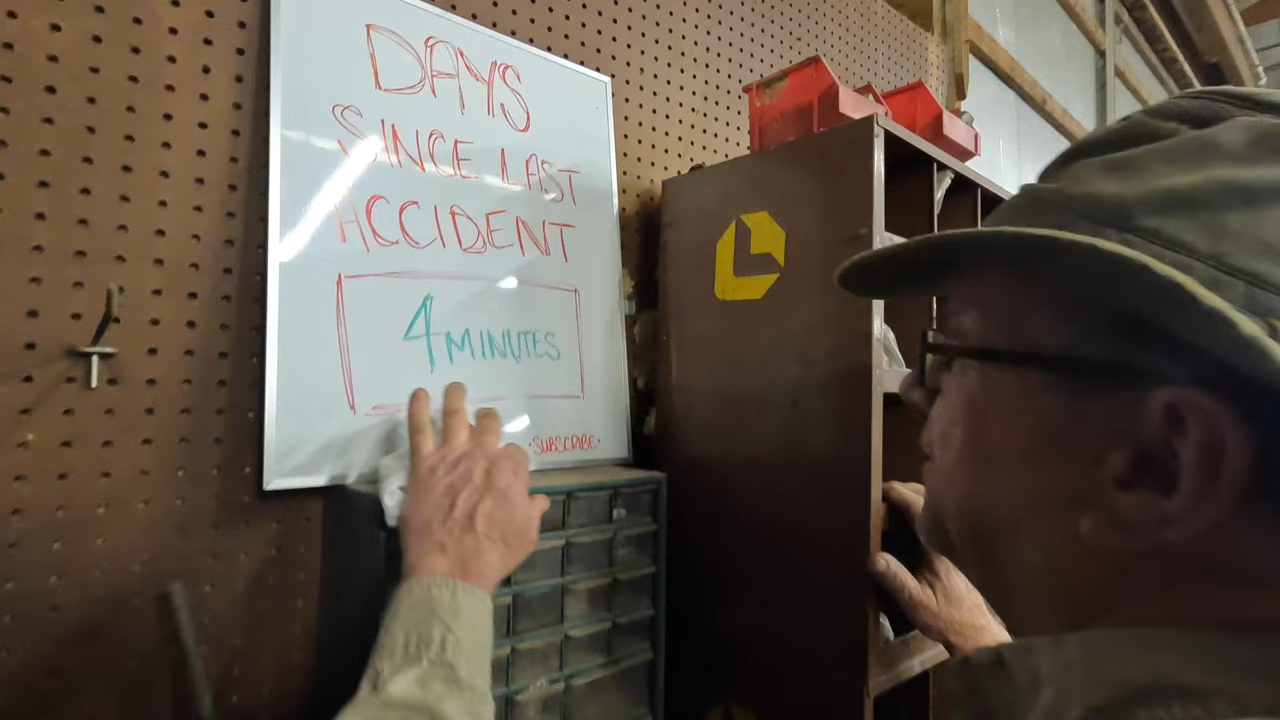 DAYS
SINCE LAST
ACCIDENT
4 MINUTES
·SUBSCRIBE·